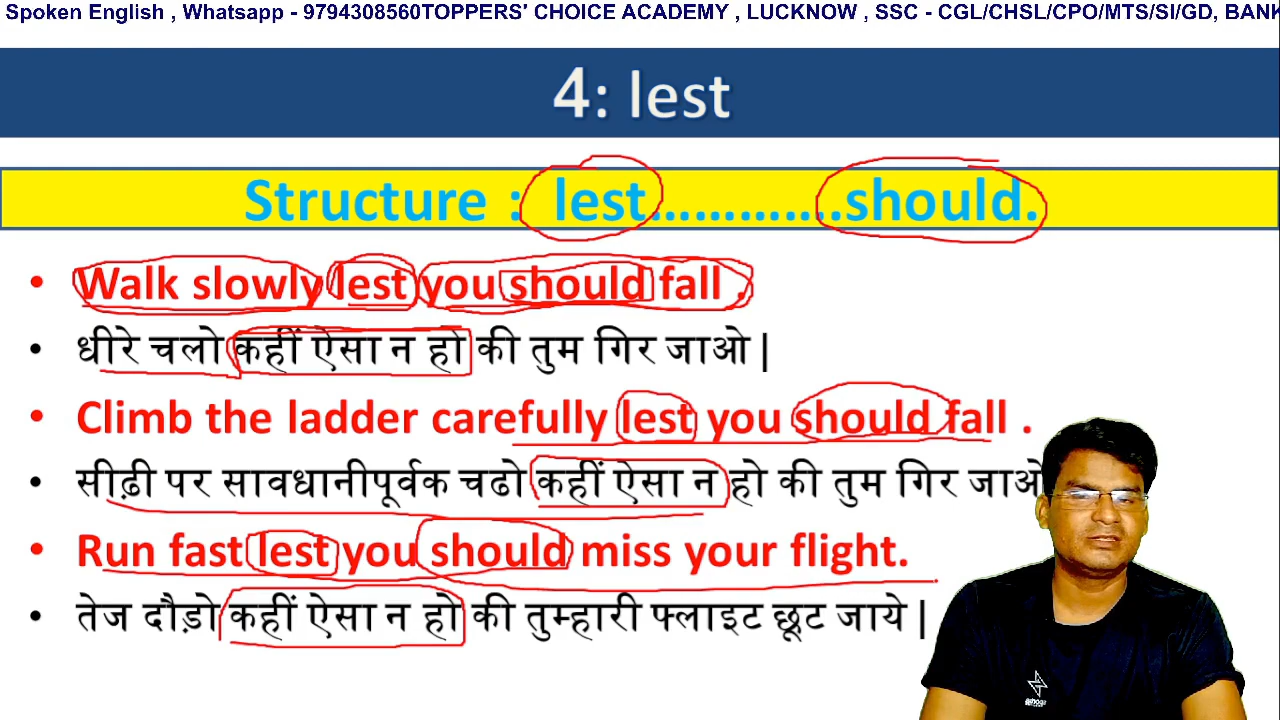 Spoken English , Whatsapp - 9794308560TOPPERS' CHOICE ACADEMY , LUCKNOW , SSC - CGL/CHSL/CPO/MTS/SI/GD, BANK
4: lest
Structure : lest.............should.
• Walk slowly lest you should fall .
• धीरे चलो कहीं ऐसा न हो की तुम गिर जाओ |
• Climb the ladder carefully lest you should fall .
• सीढ़ी पर सावधानीपूर्वक चढो कहीं ऐसा न हो की तुम गिर जाओ
• Run fast lest you should miss your flight.
• तेज दौड़ो कहीं ऐसा न हो की तुम्हारी फ्लाइट छूट जाये |